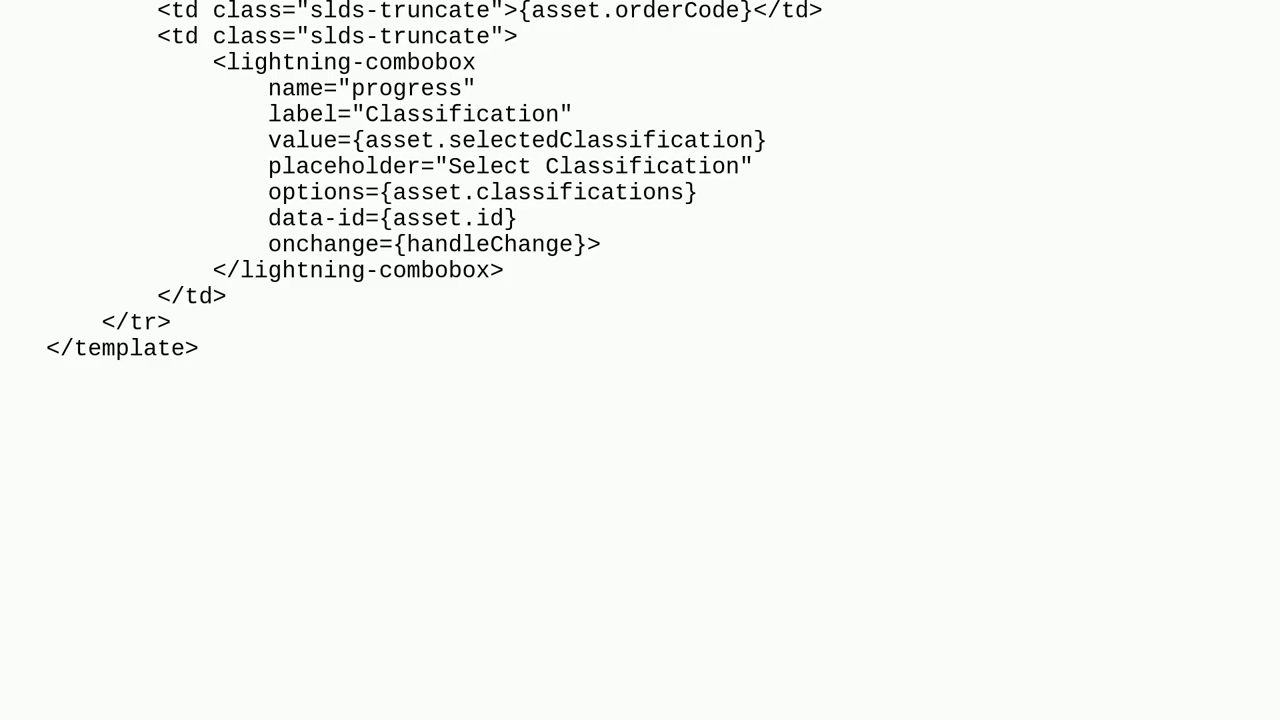 <td class="slds-truncate">{asset.orderCode}</td>
<td class="slds-truncate">
<lightning-combobox
name="progress"
label="Classification"
value={asset.selectedClassification}
placeholder="Select Classification"
options={asset.classifications}
data-id={asset.id}
onchange={handleChange}>
</lightning-combobox>
</td>
</tr>
</template>